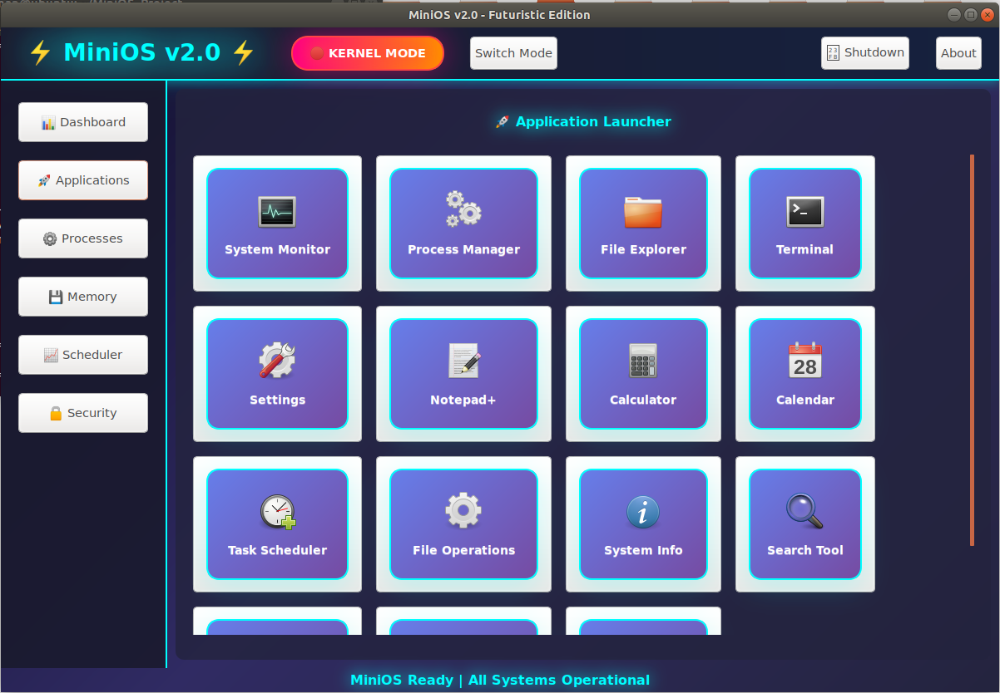 MiniOS v2.0 - Futuristic Edition
MiniOS v2.0
KERNEL MODE
Switch Mode
23
FB
Shutdown
About
Dashboard
Applications
Processes
Memory
Scheduler
Security
Application Launcher
System Monitor
Process Manager
File Explorer
>_
Terminal
Settings
Notepad+
Calculator
28
Calendar
Task Scheduler
File Operations
i
System Info
Search Tool
MiniOS Ready | All Systems Operational